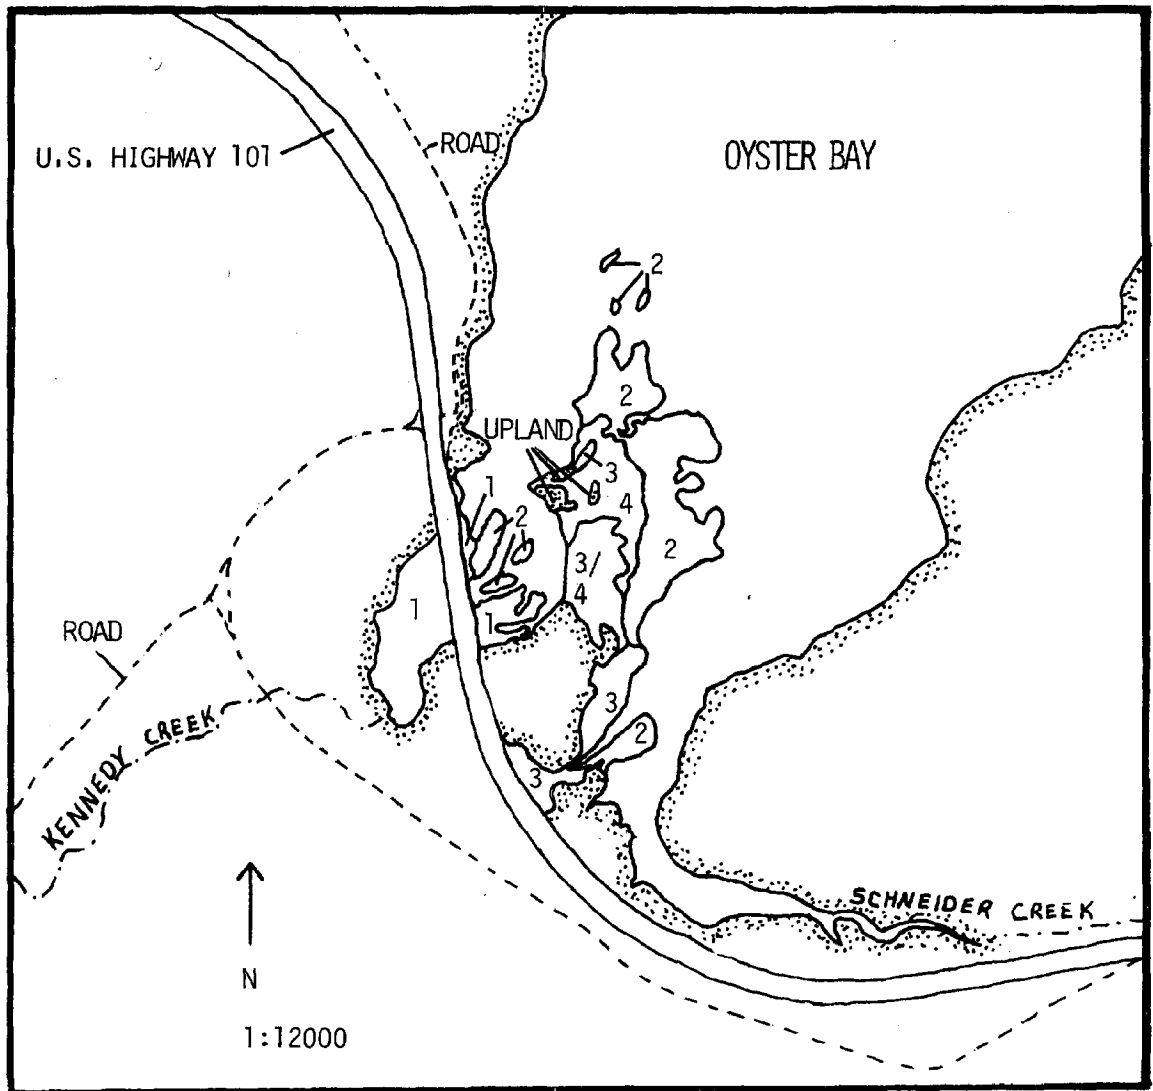 U.S. HIGHWAY 101
ROAD
OYSTER BAY
2
2
UPLAND
3
1
2
4
2
3/
4
1
1
ROAD
3
2
KENNEDY CREEK
3
SCHNEIDER CREEK
N
1:12000